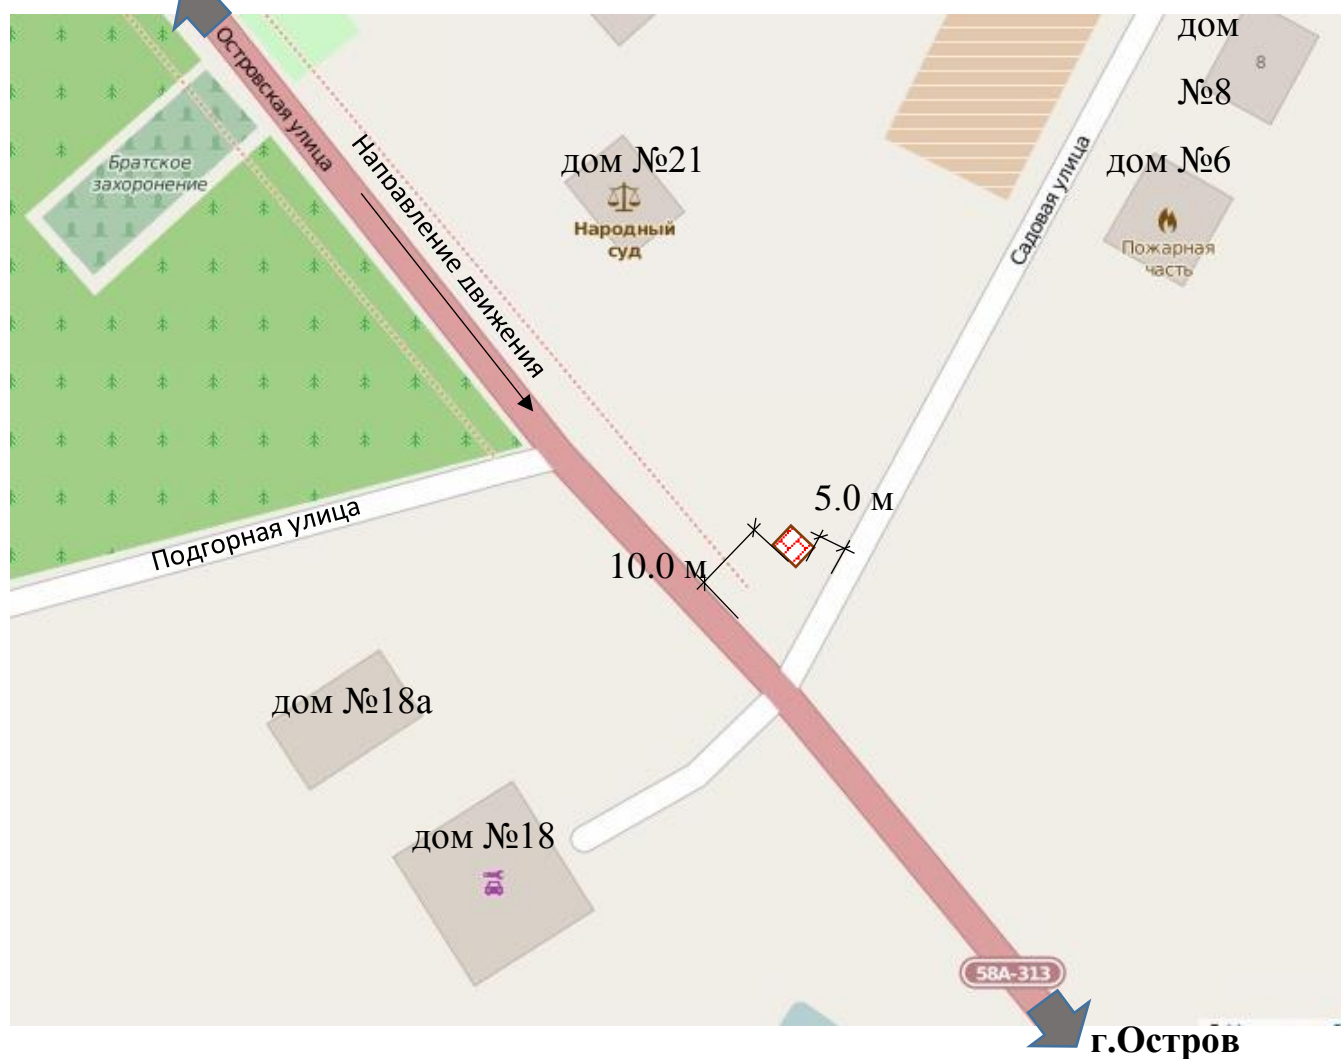 дом
№8
8
Островская улица
Братское
захоронение
Направление движения
дом №21
Народный
суд
Садовая улица
дом №6
Пожарная
часть
5.0 м
10.0 м
Подгорная улица
дом №18а
дом №18
58А-313
г.Остров